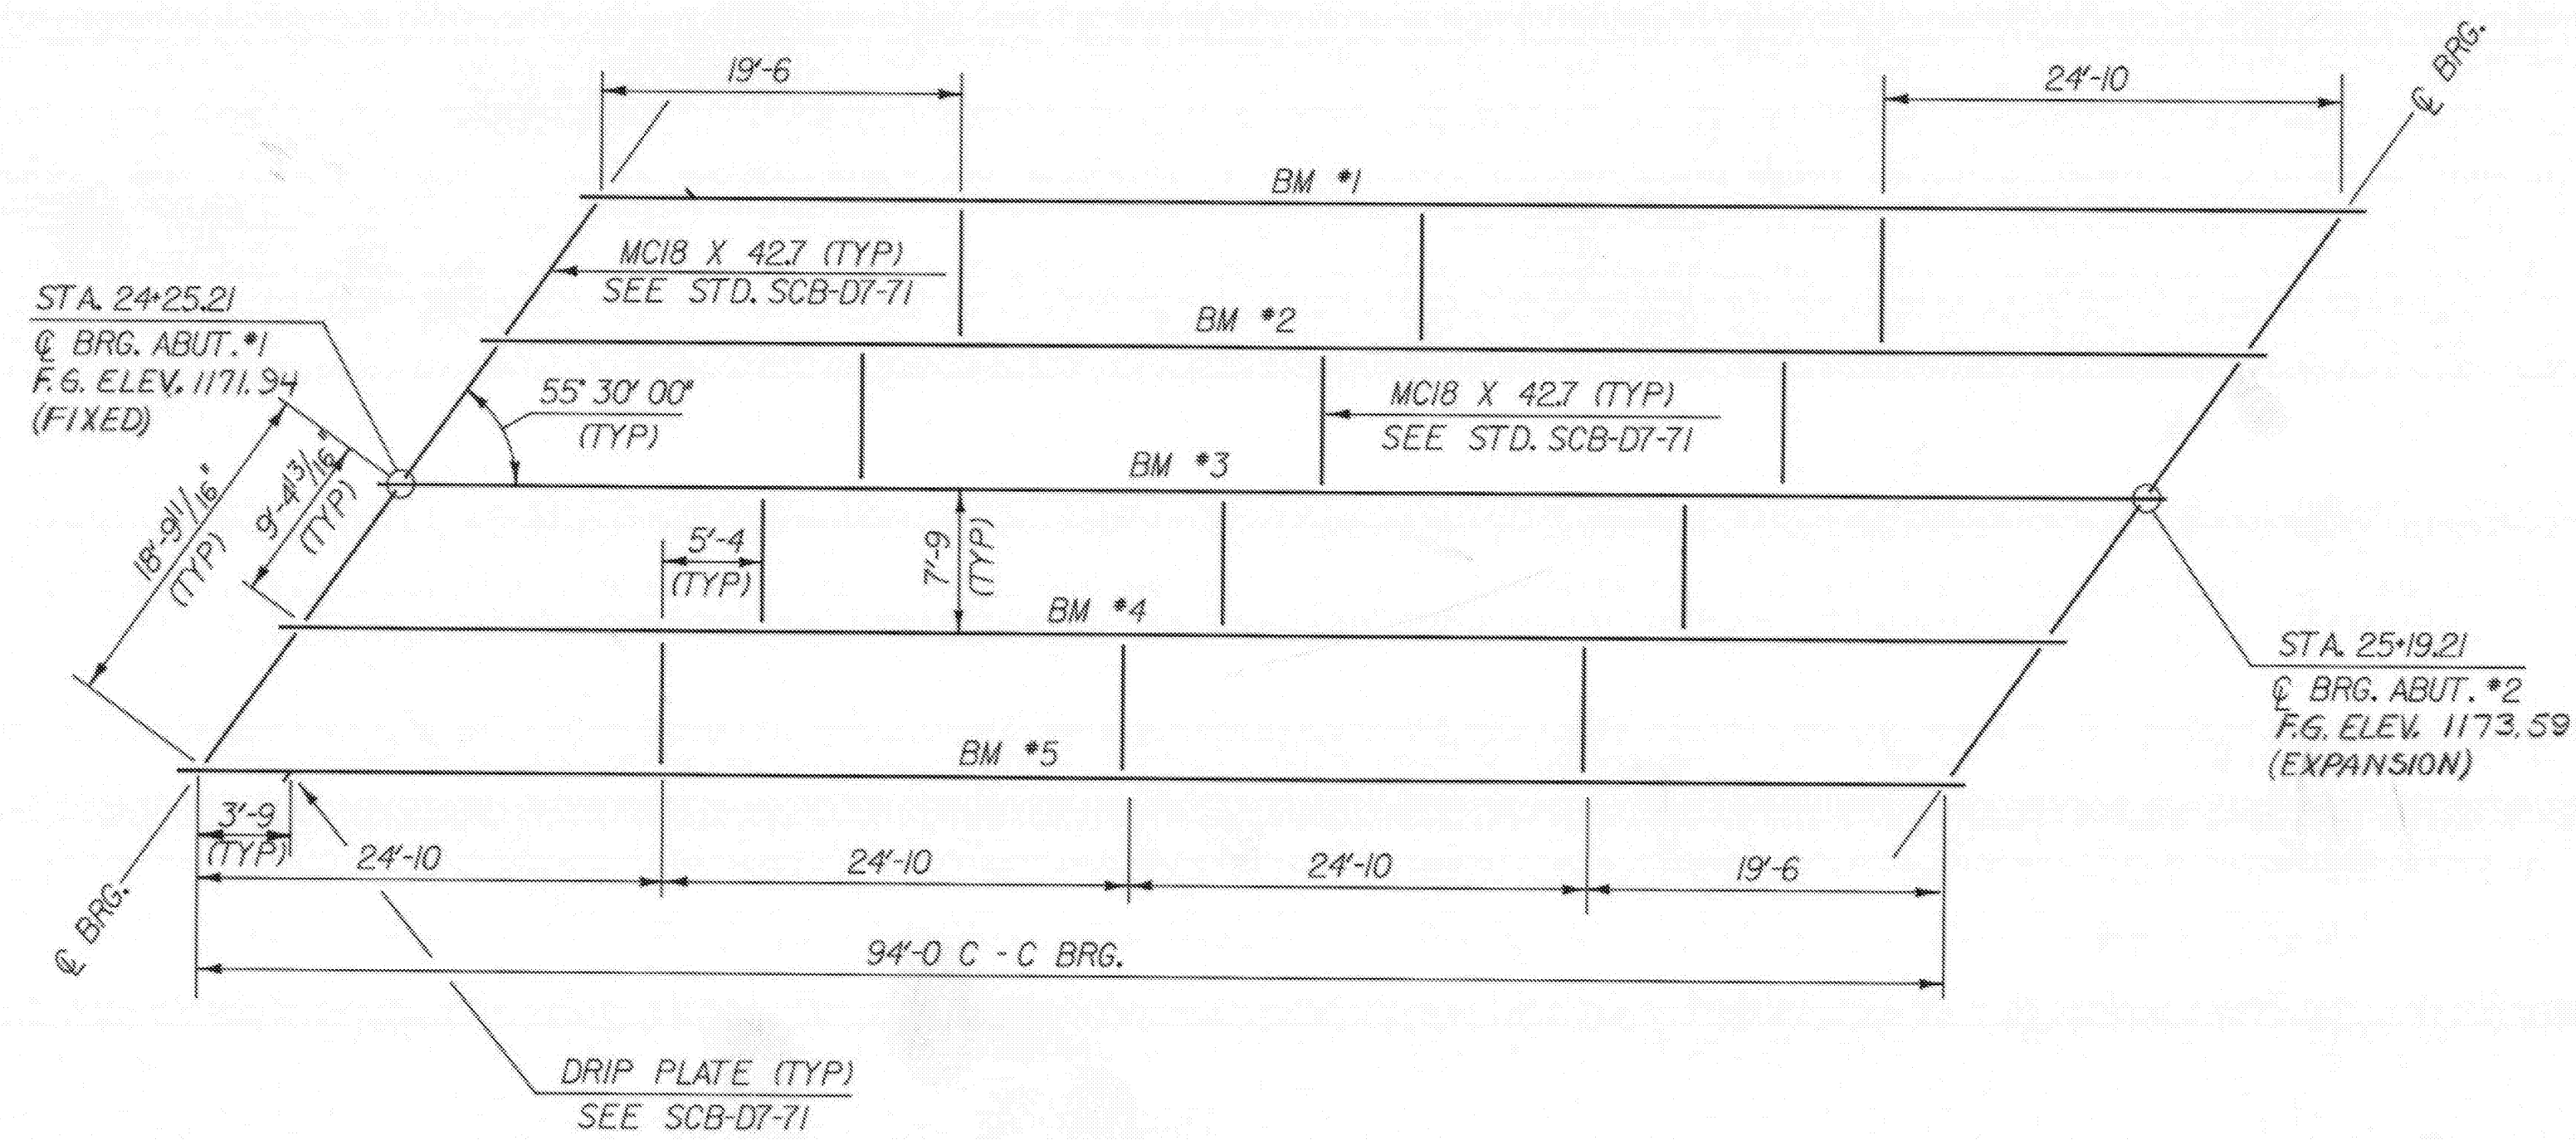 19'-6
24'-10
℄ BRG.
BM #1
MC18 X 42.7 (TYP)
SEE STD. SCB-D7-71
STA. 24+25.21
℄ BRG. ABUT. #1
F.G. ELEV. 1171.94
(FIXED)
BM #2
55° 30' 00"
(TYP)
MC18 X 42.7 (TYP)
SEE STD. SCB-D7-71
BM #3
18'-9 11/16"
(TYP)
9'-4 13/16"
(TYP)
5'-4
(TYP)
7'-9
(TYP)
BM #4
STA. 25+19.21
℄ BRG. ABUT. #2
F.G. ELEV. 1173.59
(EXPANSION)
BM #5
3'-9
(TYP)
24'-10
24'-10
24'-10
19'-6
℄ BRG.
94'-0 C - C BRG.
DRIP PLATE (TYP)
SEE SCB-D7-71